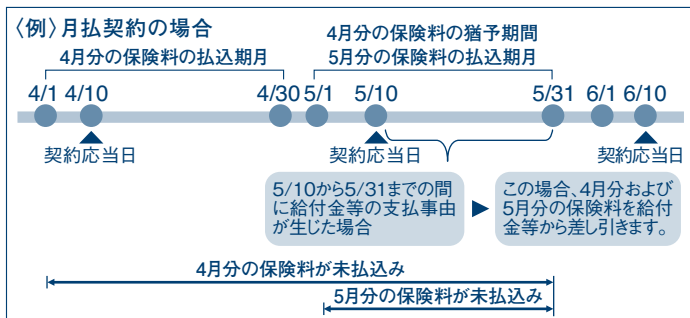 〈例〉月払契約の場合
4月分の保険料の猶予期間
4月分の保険料の払込期月
5月分の保険料の払込期月
4/1 4/10 4/30 5/1 5/10 5/31 6/1 6/10
契約応当日 契約応当日 契約応当日
5/10から5/31までの間
に給付金等の支払事由
が生じた場合
この場合、4月分および
5月分の保険料を給付
金等から差し引きます。
4月分の保険料が未払込み
5月分の保険料が未払込み